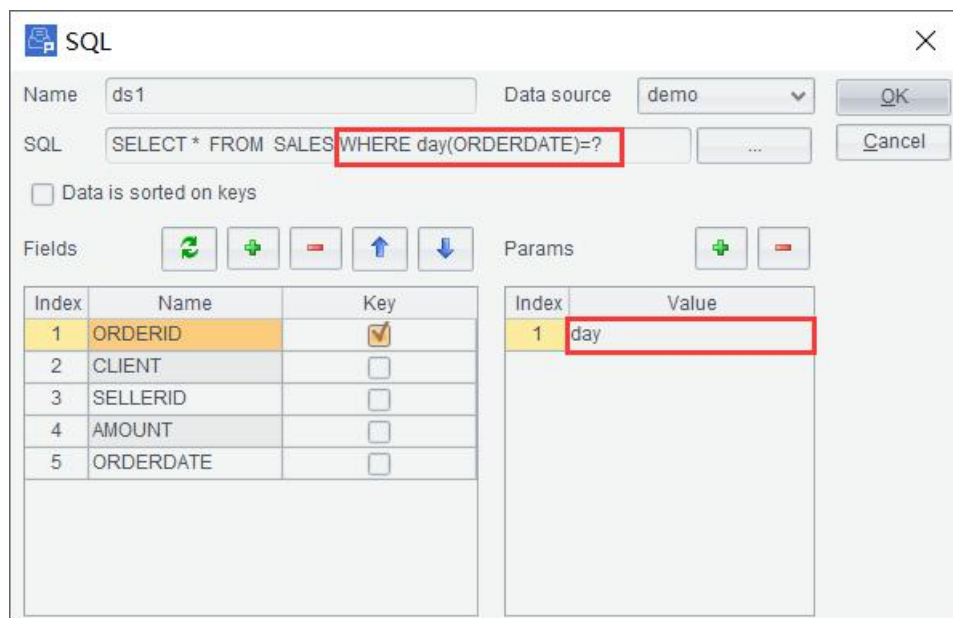 SQL
Name ds1 Data source demo OK
SQL SELECT * FROM SALES WHERE day(ORDERDATE)=? ... Cancel
Data is sorted on keys
Fields Params
Index Name Key Index Value
1 ORDERID 1 day
2 CLIENT
3 SELLERID
4 AMOUNT
5 ORDERDATE